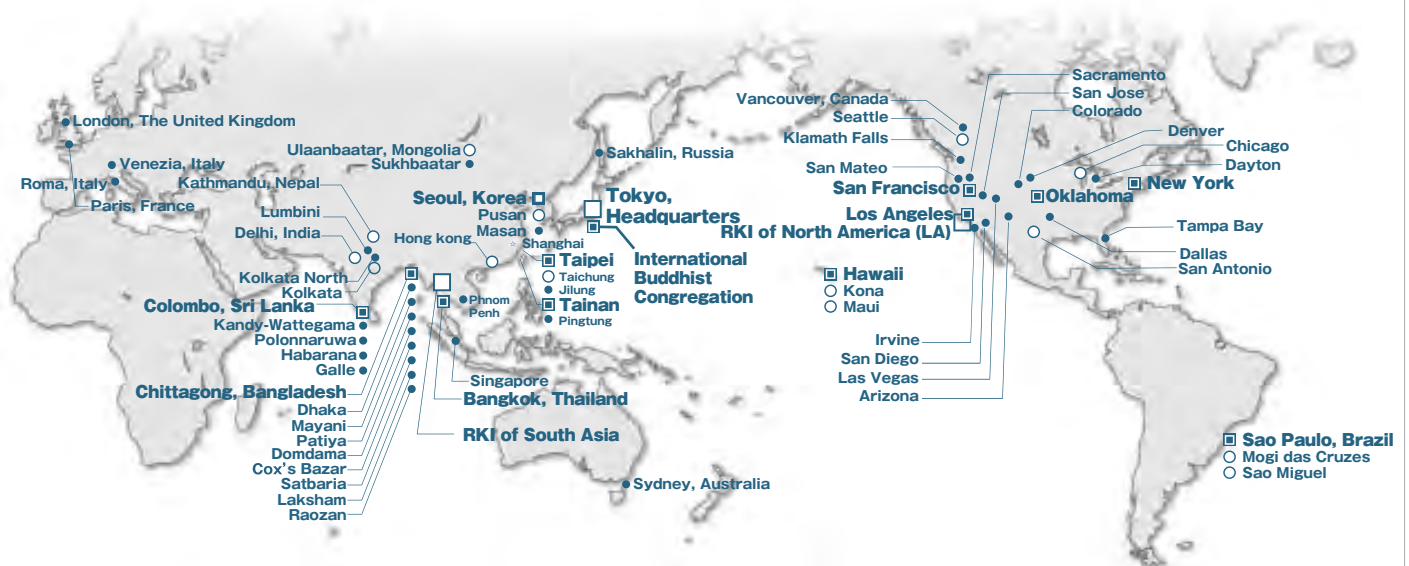 London, The United Kingdom
Venezia, Italy
Roma, Italy
Paris, France
Ulaanbaatar, Mongolia
Sukhbaatar
Kathmandu, Nepal
Lumbini
Delhi, India
Kolkata North
Kolkata
Colombo, Sri Lanka
Kandy-Wattegama
Polonnaruwa
Habarana
Galle
Chittagong, Bangladesh
Dhaka
Mayani
Patiya
Domdama
Cox's Bazar
Satbaria
Laksham
Raozan
Sakhalin, Russia
Seoul, Korea
Pusan
Masan
Tokyo,
Headquarters
International
Buddhist
Congregation
Hong kong
Shanghai
Taipei
Taichung
Jilung
Tainan
Pingtung
Phnom
Penh
Singapore
Bangkok, Thailand
RKI of South Asia
Sydney, Australia
Vancouver, Canada
Seattle
Klamath Falls
San Mateo
San Francisco
Los Angeles
RKI of North America (LA)
Sacramento
San Jose
Colorado
Denver
Chicago
Dayton
New York
Oklahoma
Tampa Bay
Dallas
San Antonio
Hawaii
Kona
Maui
Irvine
San Diego
Las Vegas
Arizona
Sao Paulo, Brazil
Mogi das Cruzes
Sao Miguel